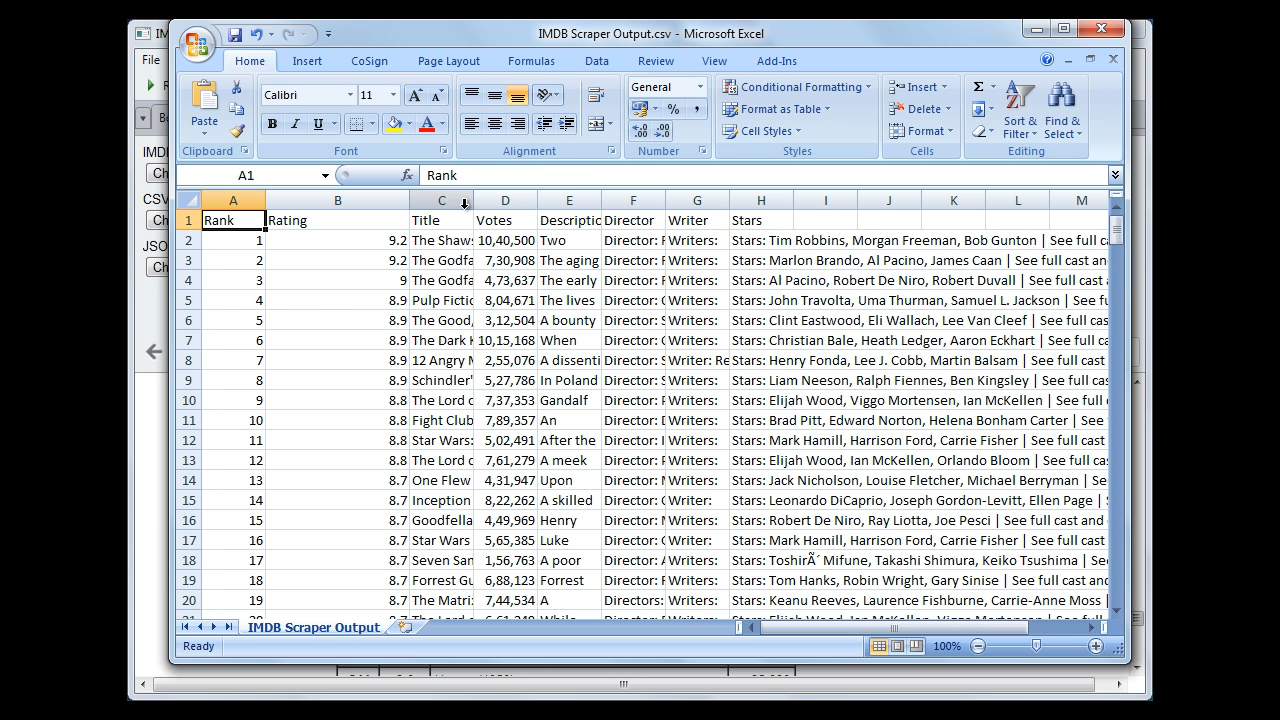 IMDB Scraper Output.csv - Microsoft Excel
Home Insert CoSign Page Layout Formulas Data Review View Add-Ins
File
Paste
Clipboard
Calibri 11
B I U A
Font
Alignment
General
% ,
Number
Conditional Formatting
Format as Table
Cell Styles
Styles
Insert
Delete
Format
Cells
Σ
Sort & Filter
Find & Select
Editing
A1 fx Rank
IMDB
CSV
JSO
A B C D E F G H I J K L M
1 Rank Rating Title Votes Descriptic Director Writer Stars
2 1 9.2 The Shaws 10,40,500 Two Director: F Writers: Stars: Tim Robbins, Morgan Freeman, Bob Gunton | See full ca
3 2 9.2 The Godfa 7,30,908 The aging Director: F Writers: Stars: Marlon Brando, Al Pacino, James Caan | See full cast and
4 3 9 The Godfa 4,73,637 The early Director: F Writers: Stars: Al Pacino, Robert De Niro, Robert Duvall | See full cast
5 4 8.9 Pulp Fictic 8,04,671 The lives Director: Writers: Stars: John Travolta, Uma Thurman, Samuel L. Jackson | See f
6 5 8.9 The Good, 3,12,504 A bounty Director: S Writers: Stars: Clint Eastwood, Eli Wallach, Lee Van Cleef | See full cas
7 6 8.9 The Dark K 10,15,168 When Director: Writers: Stars: Christian Bale, Heath Ledger, Aaron Eckhart | See full c
8 7 8.9 12 Angry M 2,55,076 A dissenti Director: S Writer: Re Stars: Henry Fonda, Lee J. Cobb, Martin Balsam | See full cast
9 8 8.9 Schindler' 5,27,786 In Poland Director: S Writers: Stars: Liam Neeson, Ralph Fiennes, Ben Kingsley | See full cas
10 9 8.8 The Lord o 7,37,353 Gandalf Director: F Writers: Stars: Elijah Wood, Viggo Mortensen, Ian McKellen | See full
11 10 8.8 Fight Club 7,89,357 An Director: Writers: Stars: Brad Pitt, Edward Norton, Helena Bonham Carter | See
12 11 8.8 Star Wars: 5,02,491 After the Director: I Writers: Stars: Mark Hamill, Harrison Ford, Carrie Fisher | See full cast
13 12 8.8 The Lord o 7,61,279 A meek Director: F Writers: Stars: Elijah Wood, Ian McKellen, Orlando Bloom | See full ca
14 13 8.7 One Flew 4,31,947 Upon Director: M Writers: Stars: Jack Nicholson, Louise Fletcher, Michael Berryman | Se
15 14 8.7 Inception 8,22,262 A skilled Director: Writer: Stars: Leonardo DiCaprio, Joseph Gordon-Levitt, Ellen Page | S
16 15 8.7 Goodfella 4,49,969 Henry Director: M Writers: Stars: Robert De Niro, Ray Liotta, Joe Pesci | See full cast and
17 16 8.7 Star Wars 5,65,385 Luke Director: Writer: Stars: Mark Hamill, Harrison Ford, Carrie Fisher | See full cast
18 17 8.7 Seven San 1,56,763 A poor Director: A Writers: Stars: ToshirÃ´ Mifune, Takashi Shimura, Keiko Tsushima | See
19 18 8.7 Forrest Gu 6,88,123 Forrest Director: F Writers: Stars: Tom Hanks, Robin Wright, Gary Sinise | See full cast and
20 19 8.7 The Matri: 7,44,534 A Directors: Writers: Stars: Keanu Reeves, Laurence Fishburne, Carrie-Anne Moss |
IMDB Scraper Output
Ready 100%